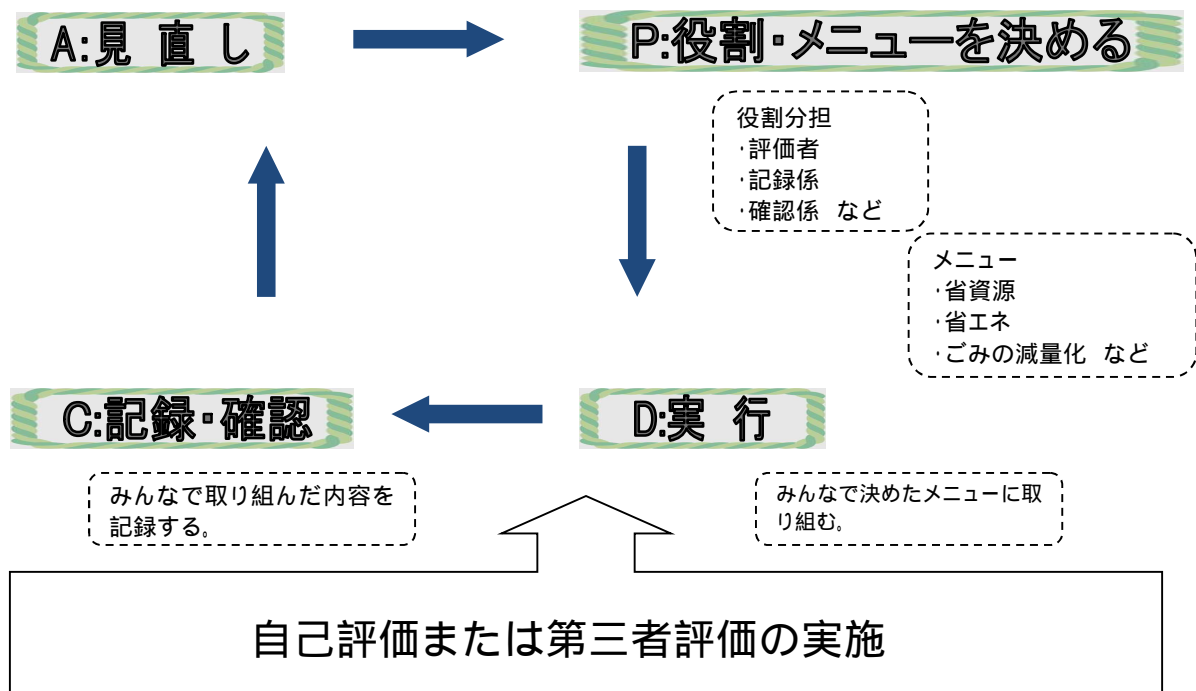 A:見 直 し
P:役割・メニューを決める
役割分担
・評価者
・記録係
・確認係 など
メニュー
・省資源
・省エネ
・ごみの減量化 など
C:記録・確認
D:実 行
みんなで取り組んだ内容を
記録する。
みんなで決めたメニューに取
り組む。
自己評価または第三者評価の実施